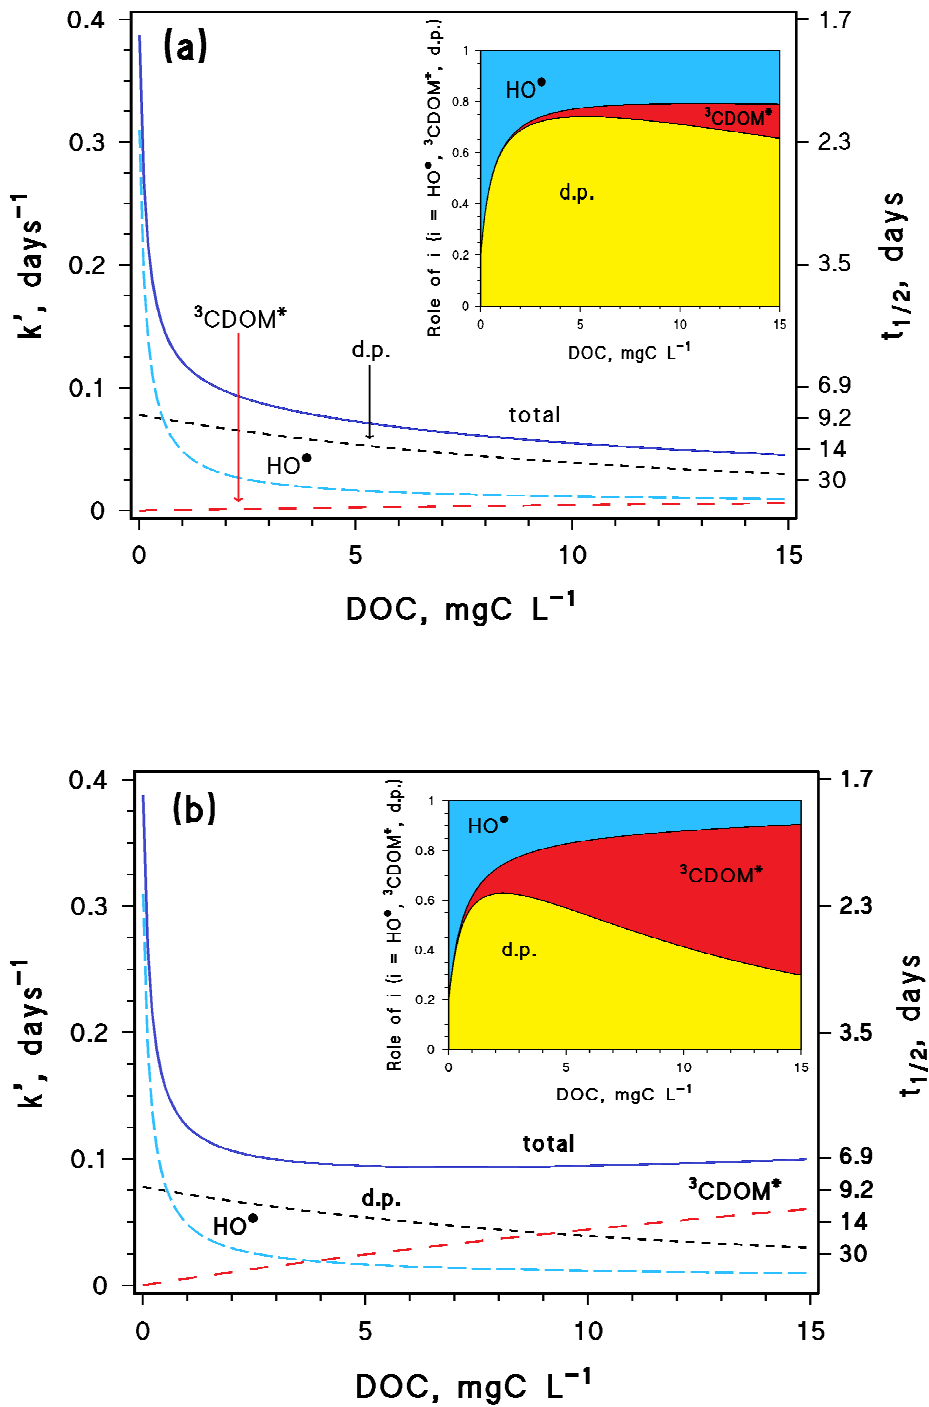 (a)
k’, days⁻¹
0.4
0.3
0.2
0.1
0
0
5
10
15
DOC, mgC L⁻¹
1.7
2.3
3.5
6.9
9.2
14
30
t₁/₂, days
³CDOM*
d.p.
HO●
total
Role of i (i = HO●, ³CDOM*, d.p.)
1
0.8
0.6
0.4
0.2
0
0
5
10
15
DOC, mgC L⁻¹
HO●
³CDOM*
d.p.
(b)
k’, days⁻¹
0.4
0.3
0.2
0.1
0
0
5
10
15
DOC, mgC L⁻¹
1.7
2.3
3.5
6.9
9.2
14
30
t₁/₂, days
total
³CDOM*
d.p.
HO●
Role of i (i = HO●, ³CDOM*, d.p.)
1
0.8
0.6
0.4
0.2
0
0
5
10
15
DOC, mgC L⁻¹
HO●
³CDOM*
d.p.